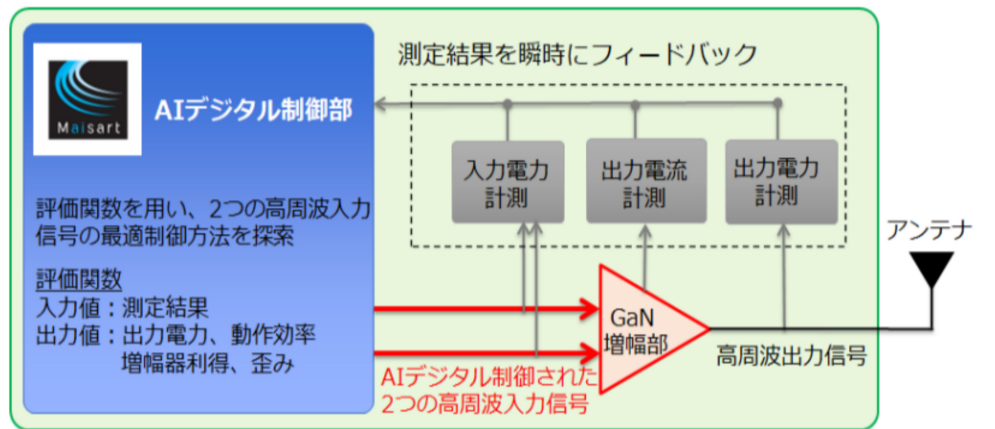 測定結果を瞬時にフィードバック
Maisart
AIデジタル制御部
入力電力
計測
出力電流
計測
出力電力
計測
評価関数を用い、2つの高周波入力
信号の最適制御方法を探索
評価関数
入力値：測定結果
出力値：出力電力、動作効率
増幅器利得、歪み
アンテナ
GaN
増幅部
高周波出力信号
AIデジタル制御された
2つの高周波入力信号